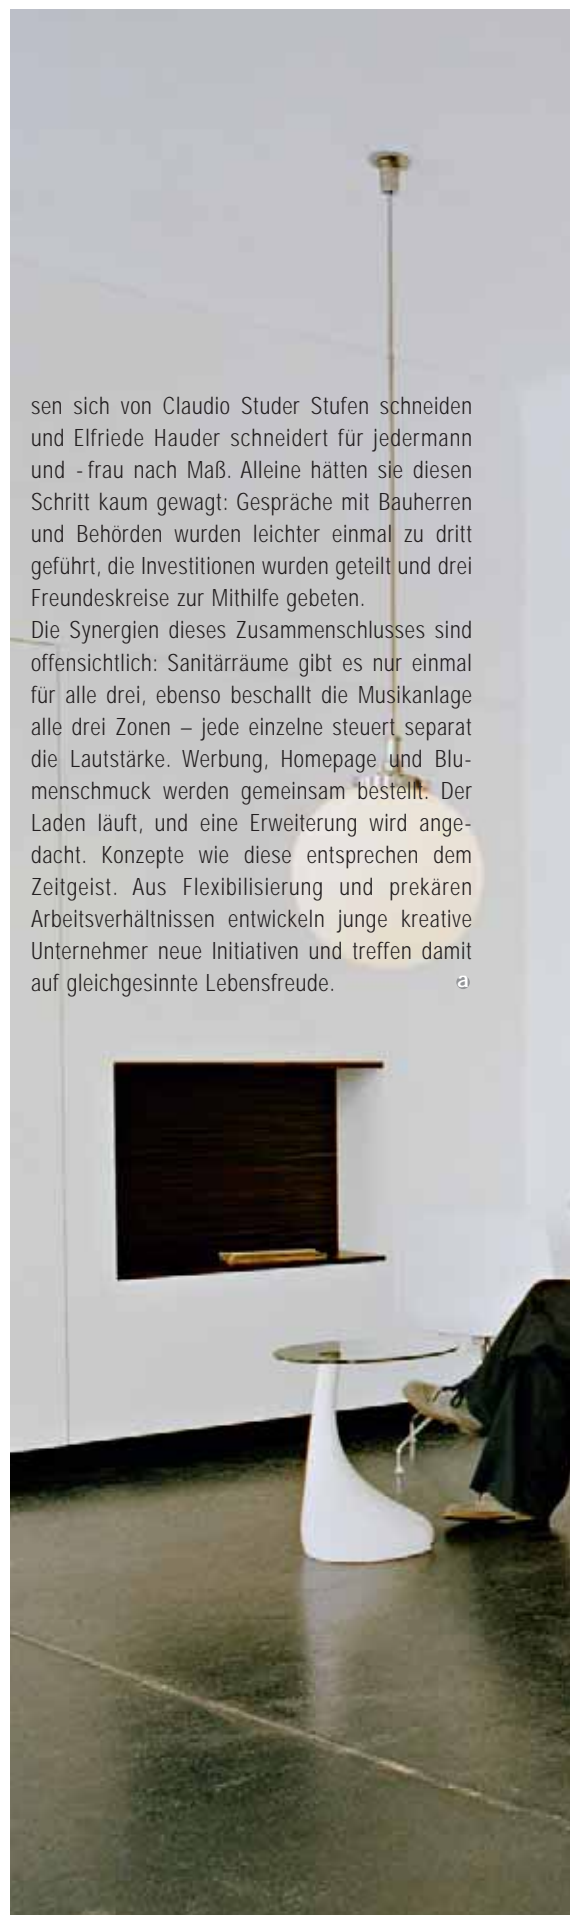 sen sich von Claudio Studer Stufen schneiden
und Elfriede Hauder schneidert für jedermann
und -frau nach Maß. Alleine hätten sie diesen
Schritt kaum gewagt: Gespräche mit Bauherren
und Behörden wurden leichter einmal zu dritt
geführt, die Investitionen wurden geteilt und drei
Freundeskreise zur Mithilfe gebeten.
Die Synergien dieses Zusammenschlusses sind
offensichtlich: Sanitärräume gibt es nur einmal
für alle drei, ebenso beschallt die Musikanlage
alle drei Zonen – jede einzelne steuert separat
die Lautstärke. Werbung, Homepage und Blu-
menschmuck werden gemeinsam bestellt. Der
Laden läuft, und eine Erweiterung wird ange-
dacht. Konzepte wie diese entsprechen dem
Zeitgeist. Aus Flexibilisierung und prekären
Arbeitsverhältnissen entwickeln junge kreative
Unternehmer neue Initiativen und treffen damit
auf gleichgesinnte Lebensfreude. a